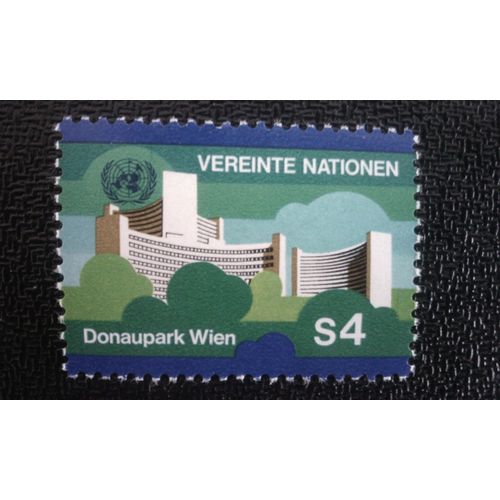 VEREINTE NATIONEN
Donaupark Wien
S4